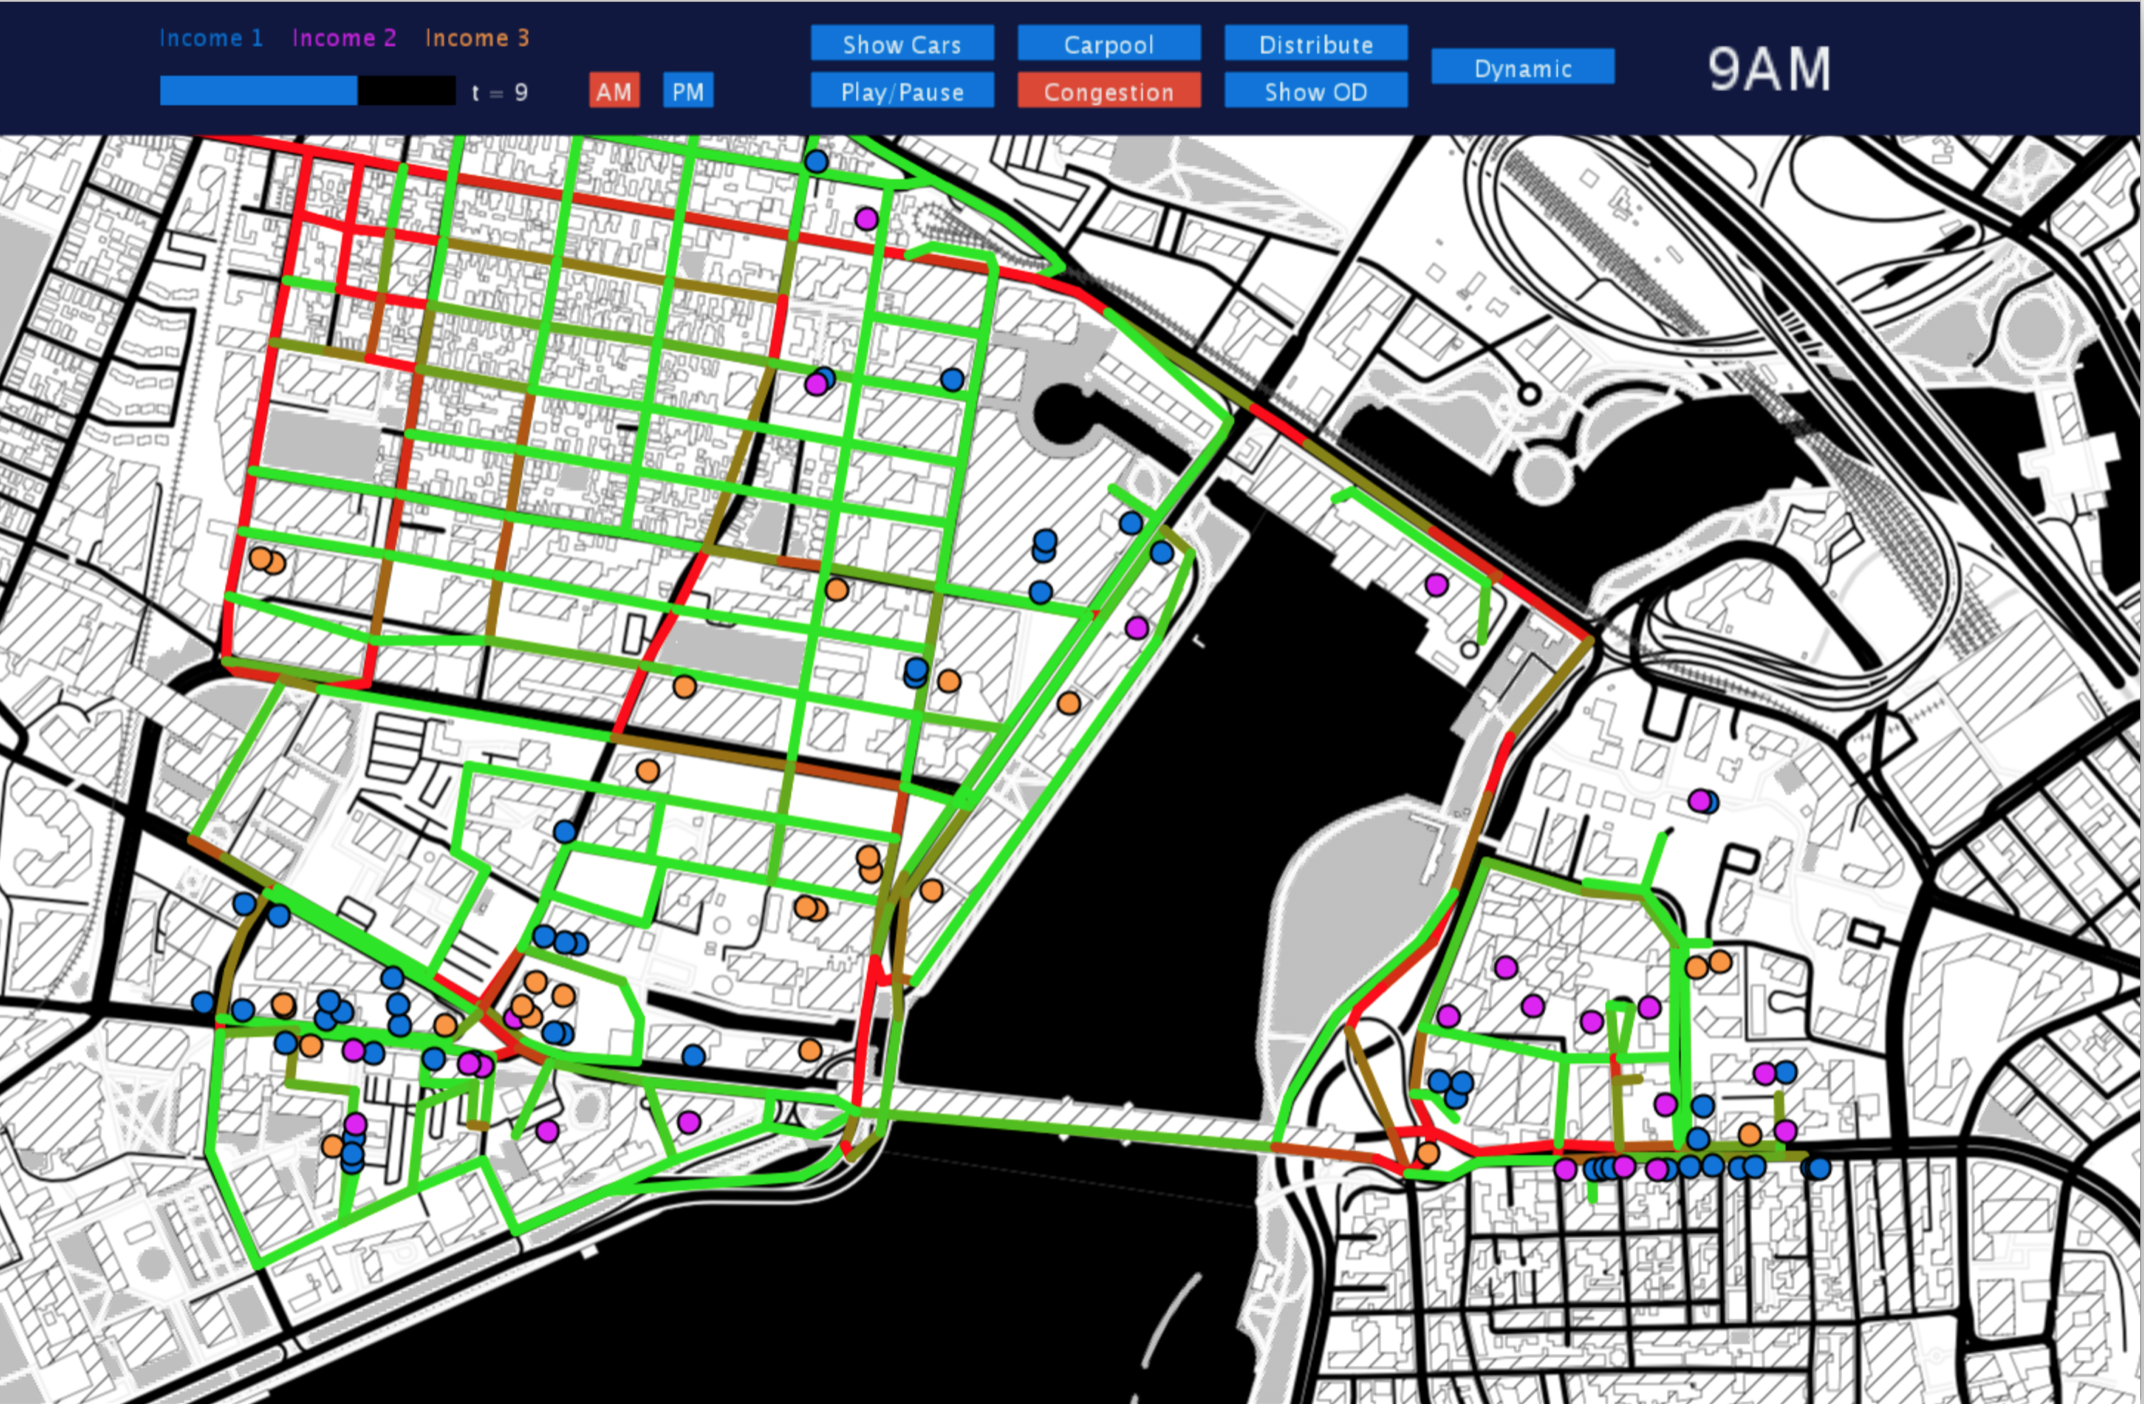 Income 1 Income 2 Income 3
t = 9 AM PM
Show Cars Carpool Distribute
Play/Pause Congestion Show OD
Dynamic
9AM